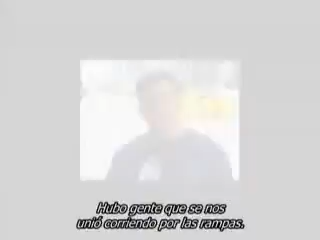 Hubo gente que se nos
unió corriendo por las rampas.